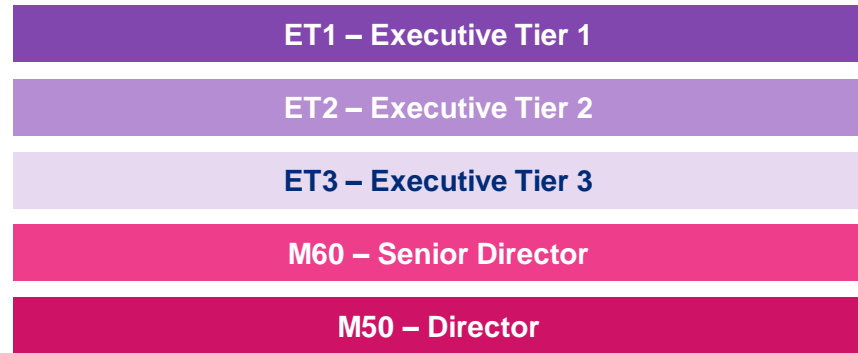 ET1 – Executive Tier 1
ET2 – Executive Tier 2
ET3 – Executive Tier 3
M60 – Senior Director
M50 – Director